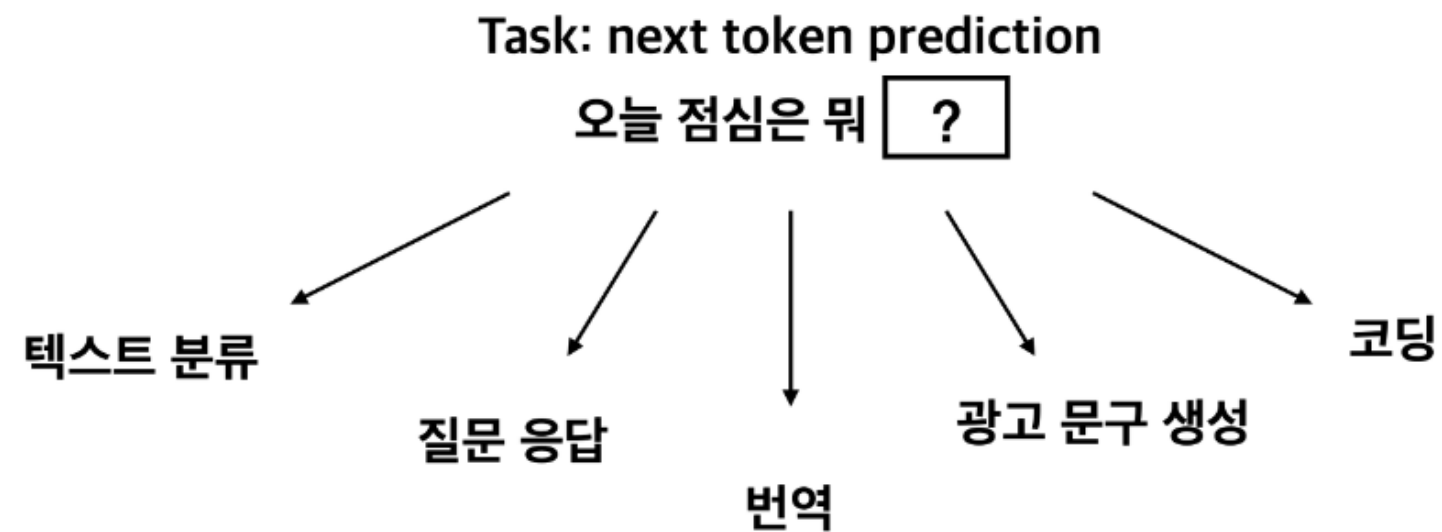 Task: next token prediction
오늘 점심은 뭐 ?
텍스트 분류
질문 응답
번역
광고 문구 생성
코딩